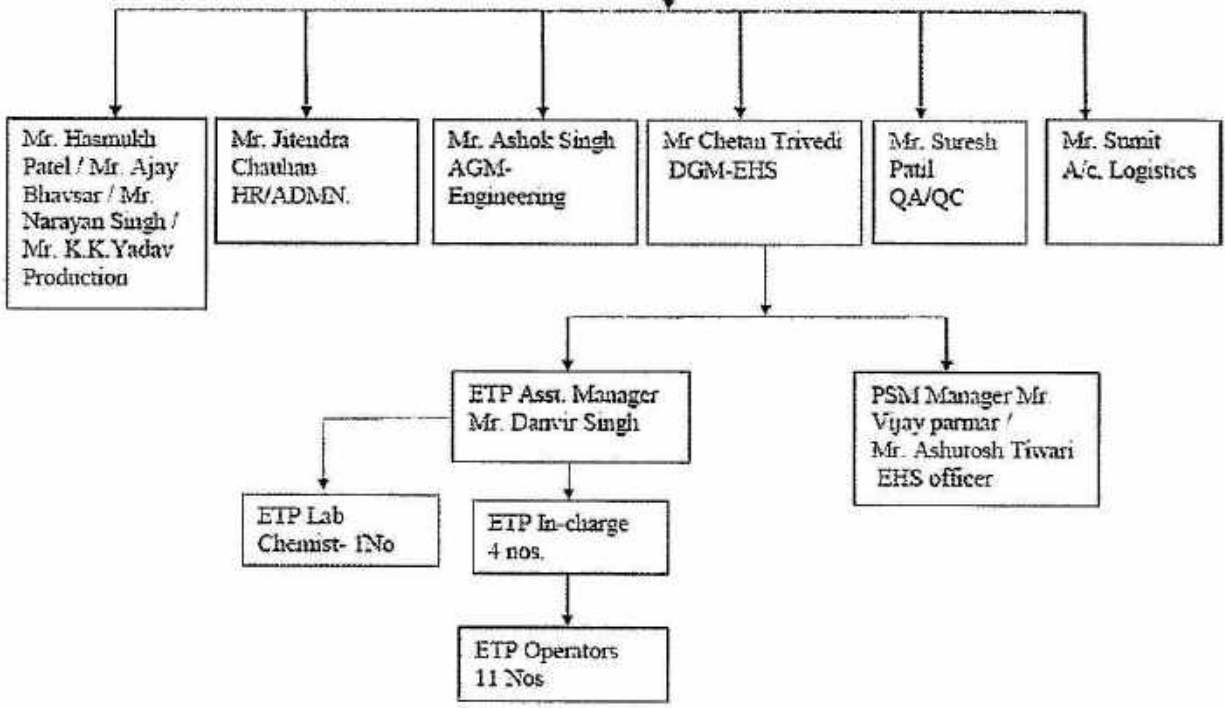 Mr. Hasmukh
Patel / Mr. Ajay
Bhavsar / Mr.
Narayan Singh /
Mr. K.K.Yadav
Production
Mr. Jitendra
Chauhan
HR/ADMN.
Mr. Ashok Singh
AGM-
Engineering
Mr Chetan Trivedi
DGM-EHS
Mr. Suresh
Patil
QA/QC
Mr. Sumit
A/c. Logistics
ETP Asst. Manager
Mr. Danvir Singh
PSM Manager Mr.
Vijay parmar /
Mr. Ashutosh Tiwari
EHS officer
ETP Lab
Chemist- 1No
ETP In-charge
4 nos.
ETP Operators
11 Nos